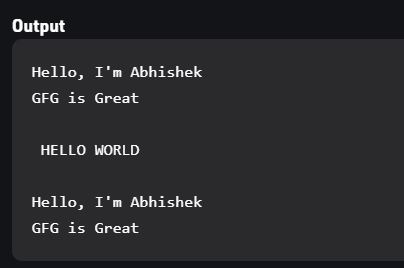 Output
Hello, I'm Abhishek
GFG is Great
HELLO WORLD
Hello, I'm Abhishek
GFG is Great